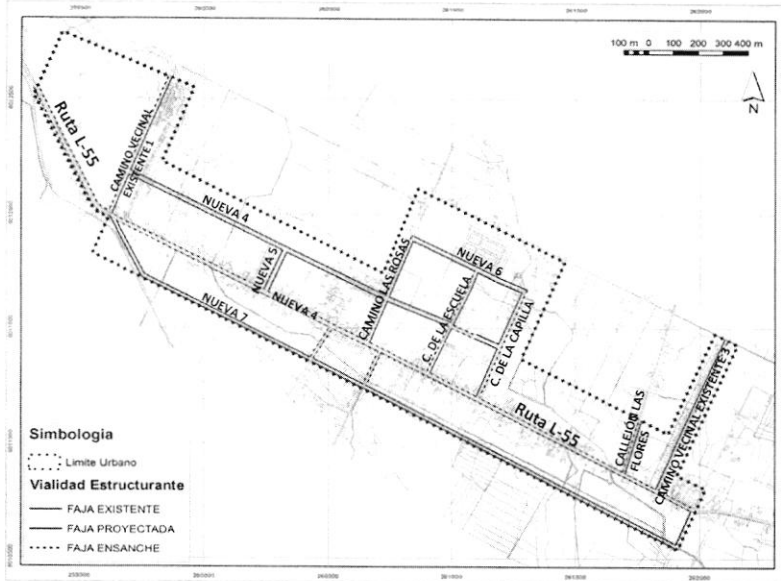 100 m 0 100 200 300 400 m
N
Ruta L-55
CAMINO VECINAL
EXISTENTE 1
NUEVA 4
NUEVA 5
NUEVA 4
NUEVA 7
CAMINO LAS ROSAS
NUEVA 6
C. DE LA ESCUELA
C. DE LA CAPILLA
Ruta L-55
CALLEJÓN LAS
FLORES
CAMINO VECINAL EXISTENTE 3
Simbologia
Limite Urbano
Vialidad Estructurante
FAJA EXISTENTE
FAJA PROYECTADA
FAJA ENSANCHE